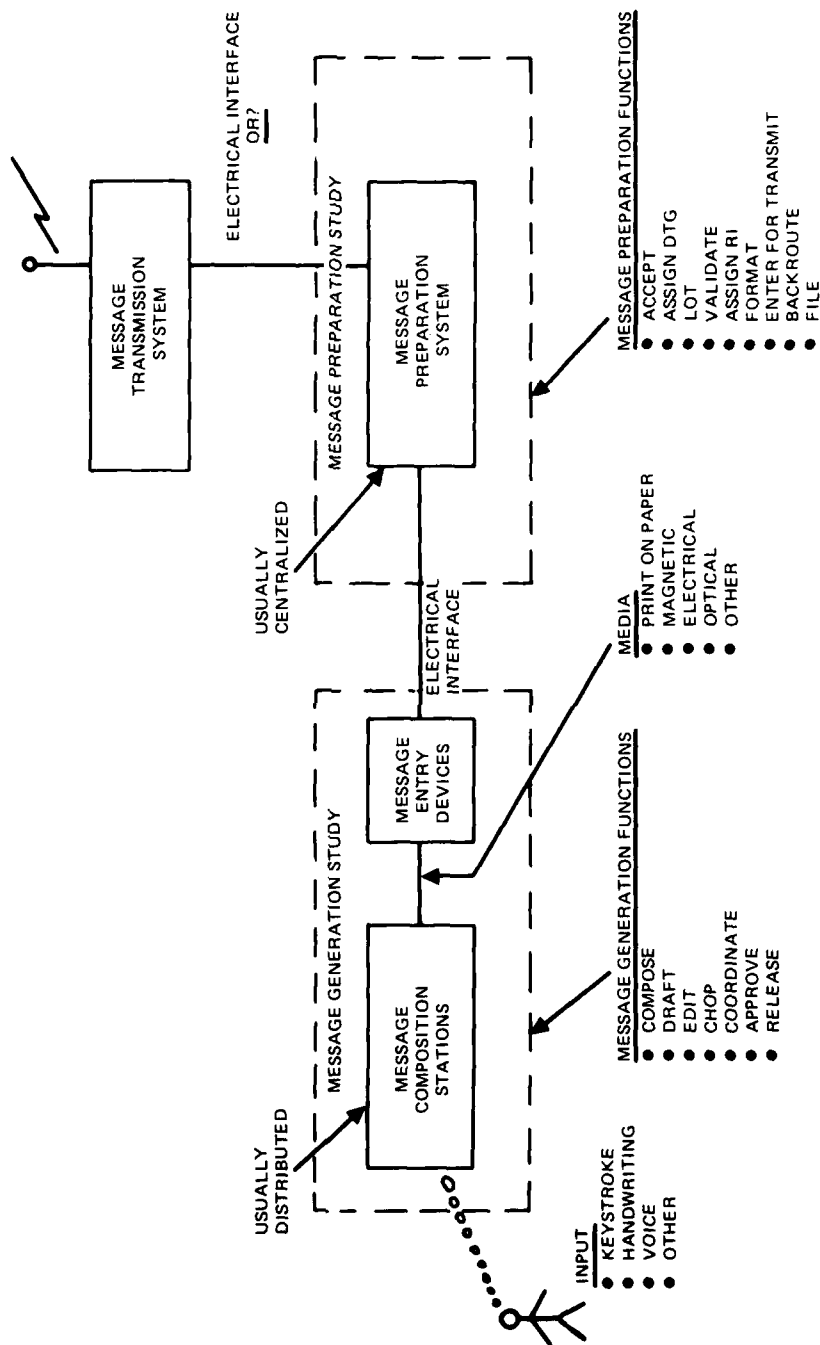 MESSAGE
TRANSMISSION
SYSTEM
ELECTRICAL INTERFACE
OR?
USUALLY
DISTRIBUTED
MESSAGE GENERATION STUDY
MESSAGE
COMPOSITION
STATIONS
MESSAGE
ENTRY
DEVICES
ELECTRICAL
INTERFACE
USUALLY
CENTRALIZED
MESSAGE PREPARATION STUDY
MESSAGE
PREPARATION
SYSTEM
INPUT
● KEYSTROKE
● HANDWRITING
● VOICE
● OTHER
MESSAGE GENERATION FUNCTIONS
● COMPOSE
● DRAFT
● EDIT
● CHOP
● COORDINATE
● APPROVE
● RELEASE
MEDIA
● PRINT ON PAPER
● MAGNETIC
● ELECTRICAL
● OPTICAL
● OTHER
MESSAGE PREPARATION FUNCTIONS
● ACCEPT
● ASSIGN DTG
● LOT
● VALIDATE
● ASSIGN RI
● FORMAT
● ENTER FOR TRANSMIT
● BACKROUTE
● FILE